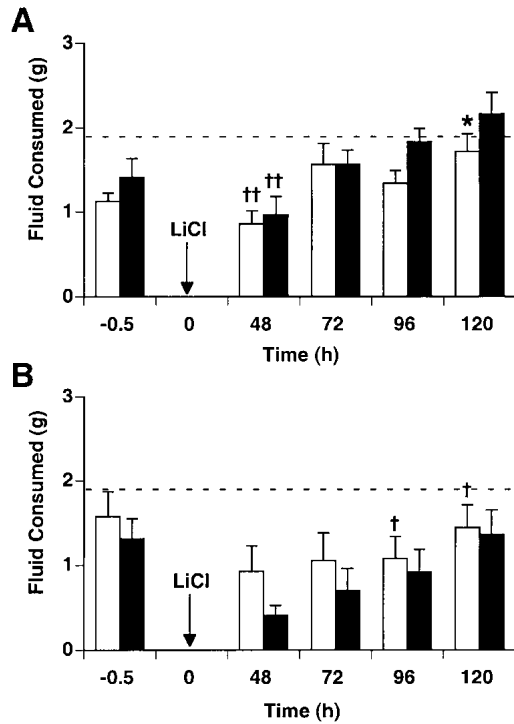 A
3
2
1
0
Fluid Consumed (g)
*
†† ††
LiCl
-0.5 0 48 72 96 120
Time (h)
B
3
2
1
0
Fluid Consumed (g)
†
†
LiCl
-0.5 0 48 72 96 120
Time (h)